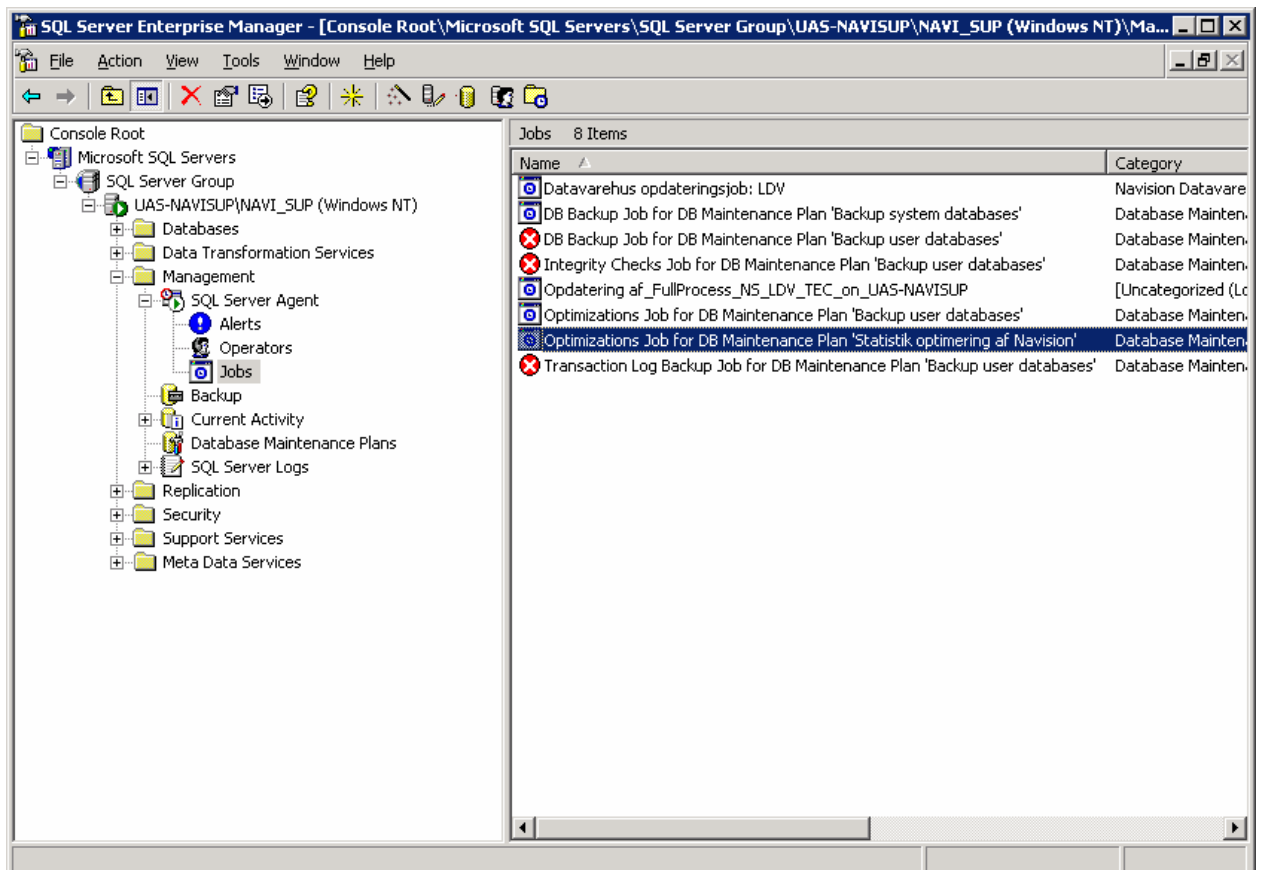 SQL Server Enterprise Manager - [Console Root\Microsoft SQL Servers\SQL Server Group\UAS-NAVISUP\NAVI_SUP (Windows NT)\Ma...
File Action View Tools Window Help
Console Root
Microsoft SQL Servers
SQL Server Group
UAS-NAVISUP\NAVI_SUP (Windows NT)
Databases
Data Transformation Services
Management
SQL Server Agent
Alerts
Operators
Jobs
Backup
Current Activity
Database Maintenance Plans
SQL Server Logs
Replication
Security
Support Services
Meta Data Services
Jobs 8 Items
Name Category
Datavarehus opdateringsjob: LDV Navision Datavare
DB Backup Job for DB Maintenance Plan 'Backup system databases' Database Mainten
DB Backup Job for DB Maintenance Plan 'Backup user databases' Database Mainten
Integrity Checks Job for DB Maintenance Plan 'Backup user databases' Database Mainten
Opdatering af_FullProcess_NS_LDV_TEC_on_UAS-NAVISUP [Uncategorized (Lo
Optimizations Job for DB Maintenance Plan 'Backup user databases' Database Mainten
Optimizations Job for DB Maintenance Plan 'Statistik optimering af Navision' Database Mainten
Transaction Log Backup Job for DB Maintenance Plan 'Backup user databases' Database Mainten